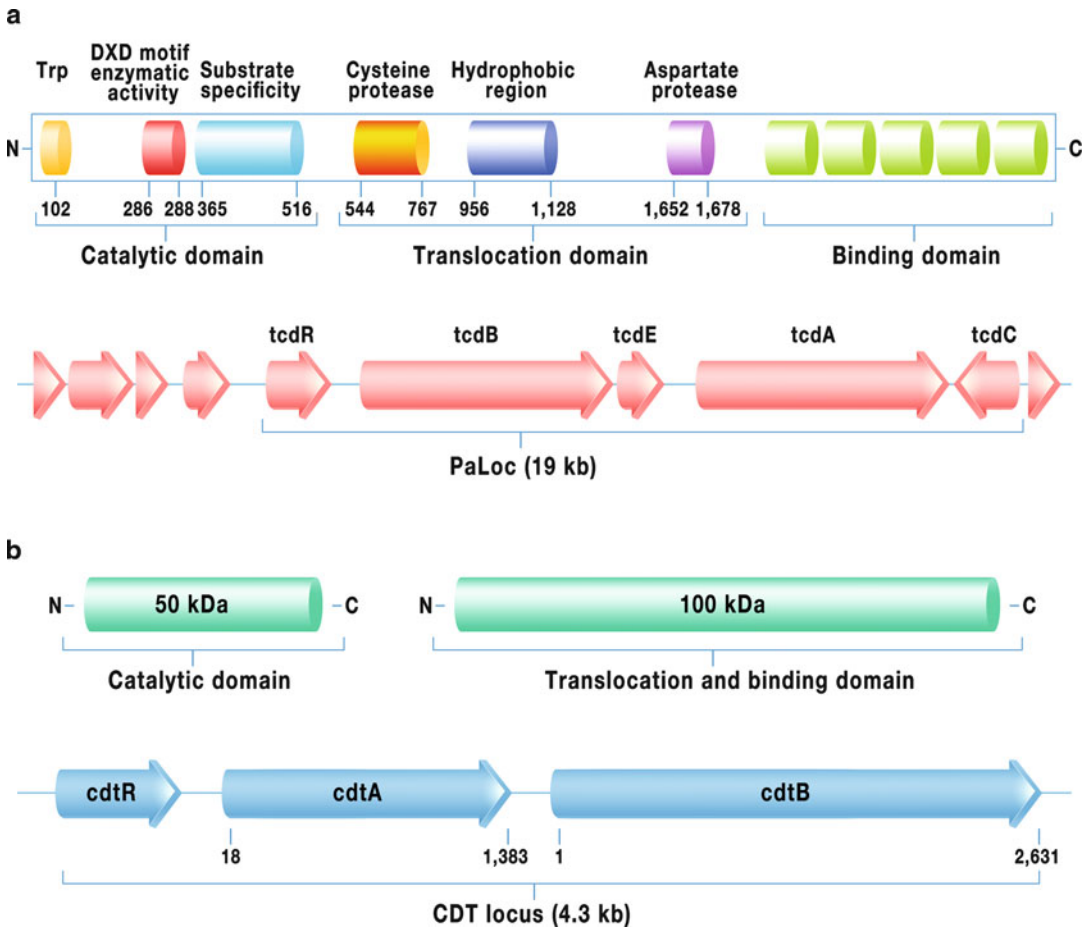 a
Trp
DXD motif
enzymatic
activity
Substrate
specificity
Cysteine
protease
Hydrophobic
region
Aspartate
protease
N
C
102
286
288
365
516
544
767
956
1,128
1,652
1,678
Catalytic domain
Translocation domain
Binding domain
tcdR
tcdB
tcdE
tcdA
tcdC
PaLoc (19 kb)
b
N
50 kDa
C
N
100 kDa
C
Catalytic domain
Translocation and binding domain
cdtR
cdtA
cdtB
18
1,383
1
2,631
CDT locus (4.3 kb)